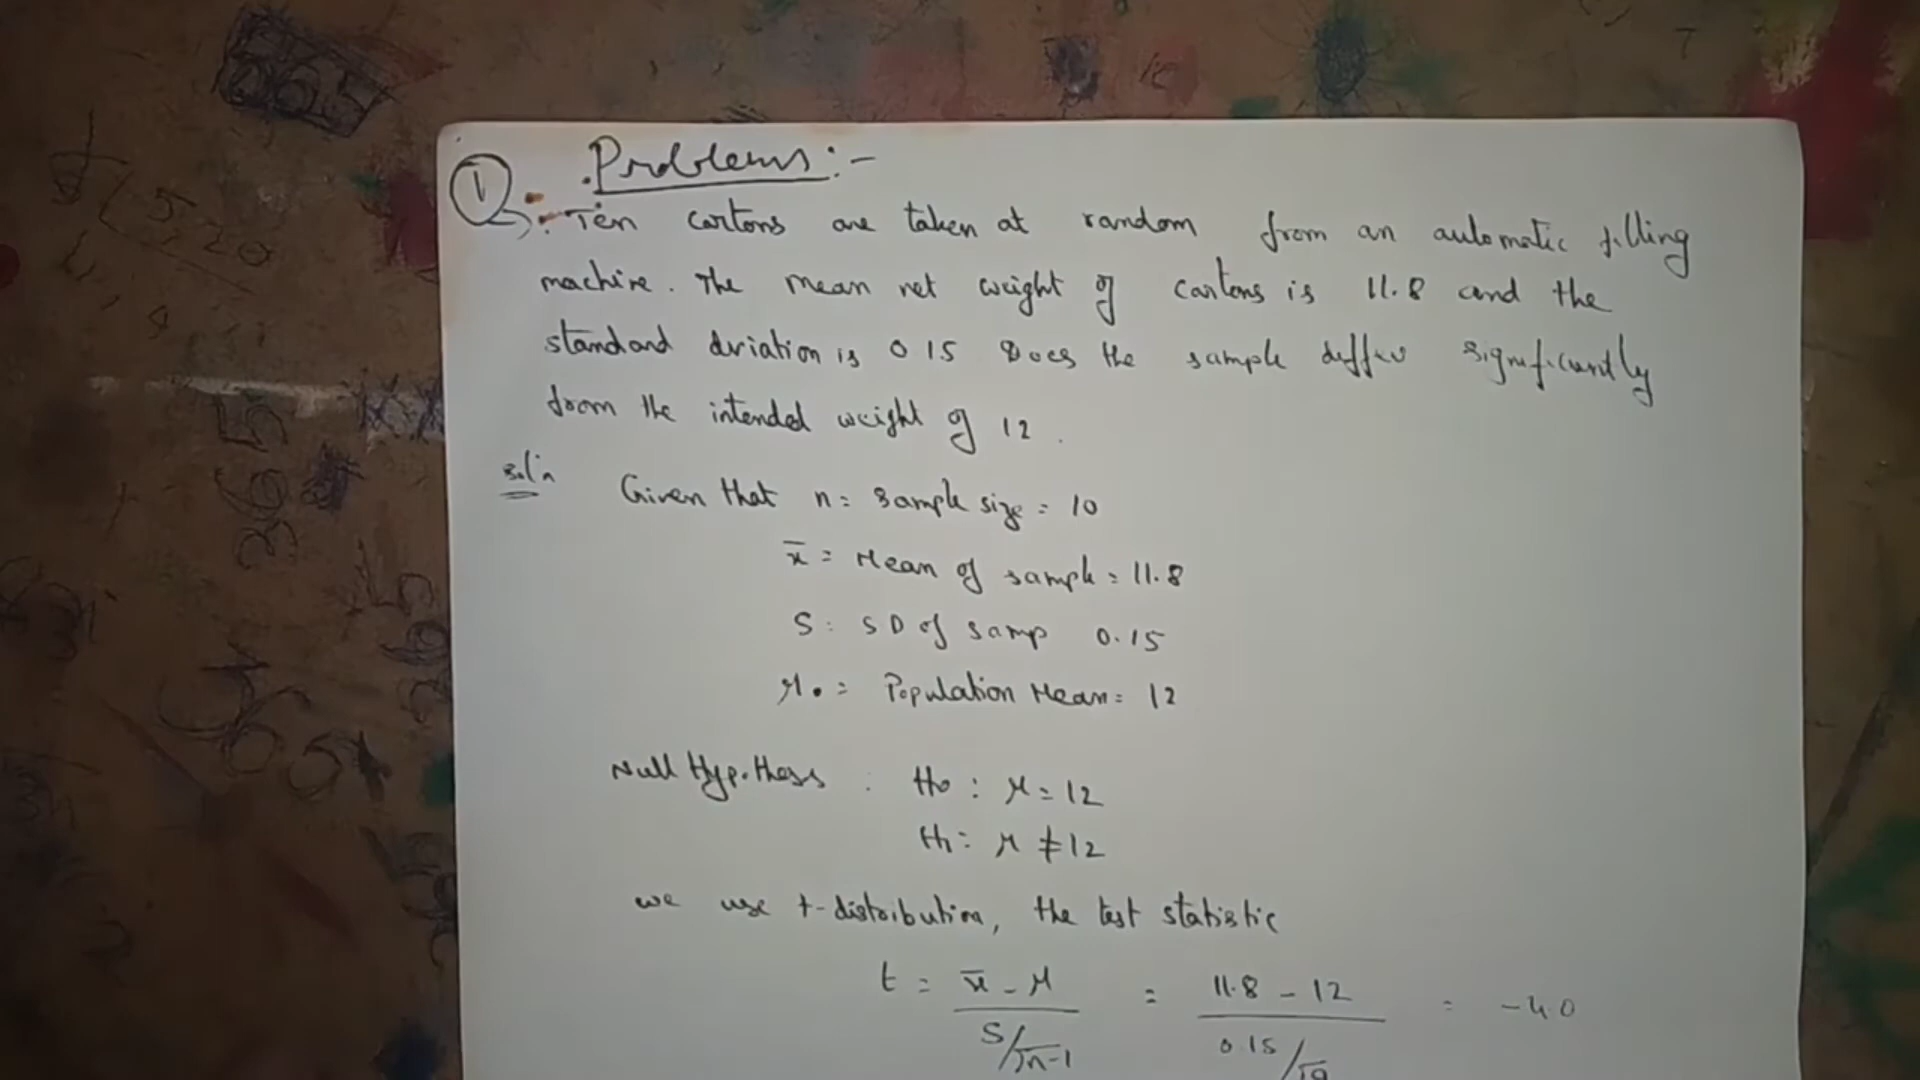 ① Problems:-
Ten cartons are taken at random from an automatic filling
machine. The mean net weight of cartons is 11.8 and the
standard deviation is 0 15 Does the sample differ significantly
from the intended weight of 12.
Sol'n Given that n = Sample size = 10
x̄ = Mean of sample = 11.8
S = SD of samp 0.15
μ₀ = Population Mean = 12
Null Hypothess : H₀ : μ = 12
H₁ : μ ≠ 12
we use t-distribution, the test statistic
t = x̄ - μ / S/√n-1 = 11.8 - 12 / 0.15/√9 = -4 0
3615